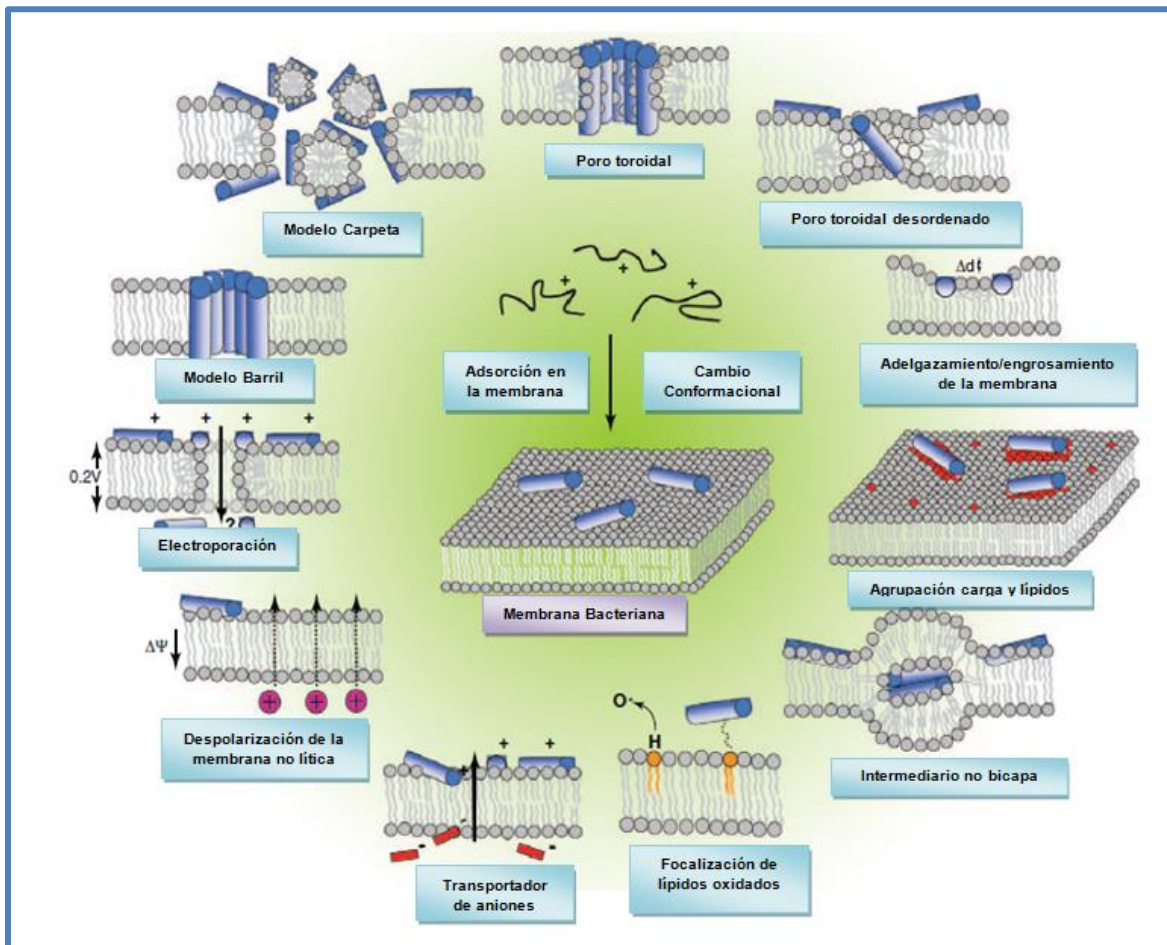 Poro toroidal
Modelo Carpeta
Poro toroidal desordenado
+
+
+
Δd
Adelgazamiento/engrosamiento
de la membrana
Modelo Barril
Adsorción en
la membrana
Cambio
Conformacional
+ + + +
0.2V
?
Electroporación
Agrupación carga y lípidos
Membrana Bacteriana
ΔΨ
+ + +
Despolarización de la
membrana no lítica
O·
H
Intermediario no bicapa
+ + +
- - -
Transportador
de aniones
Focalización de
lípidos oxidados